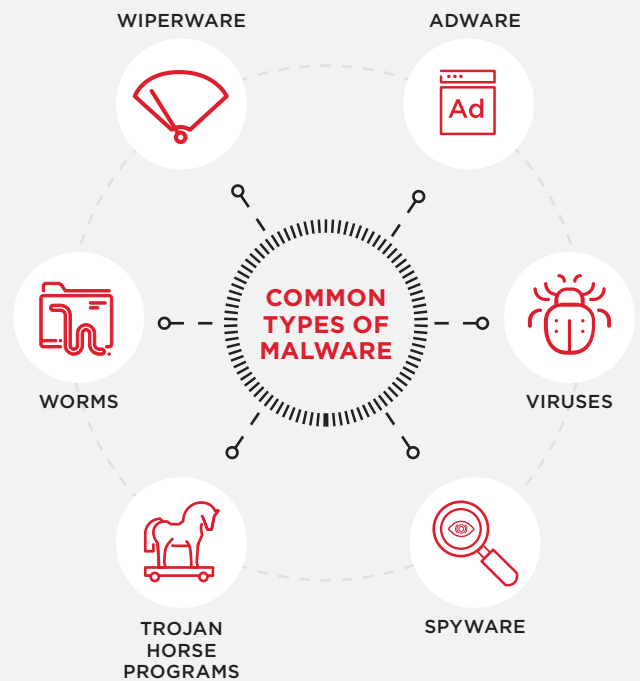 WIPERWARE
ADWARE
Ad
COMMON
TYPES OF
MALWARE
WORMS
VIRUSES
TROJAN
HORSE
PROGRAMS
SPYWARE